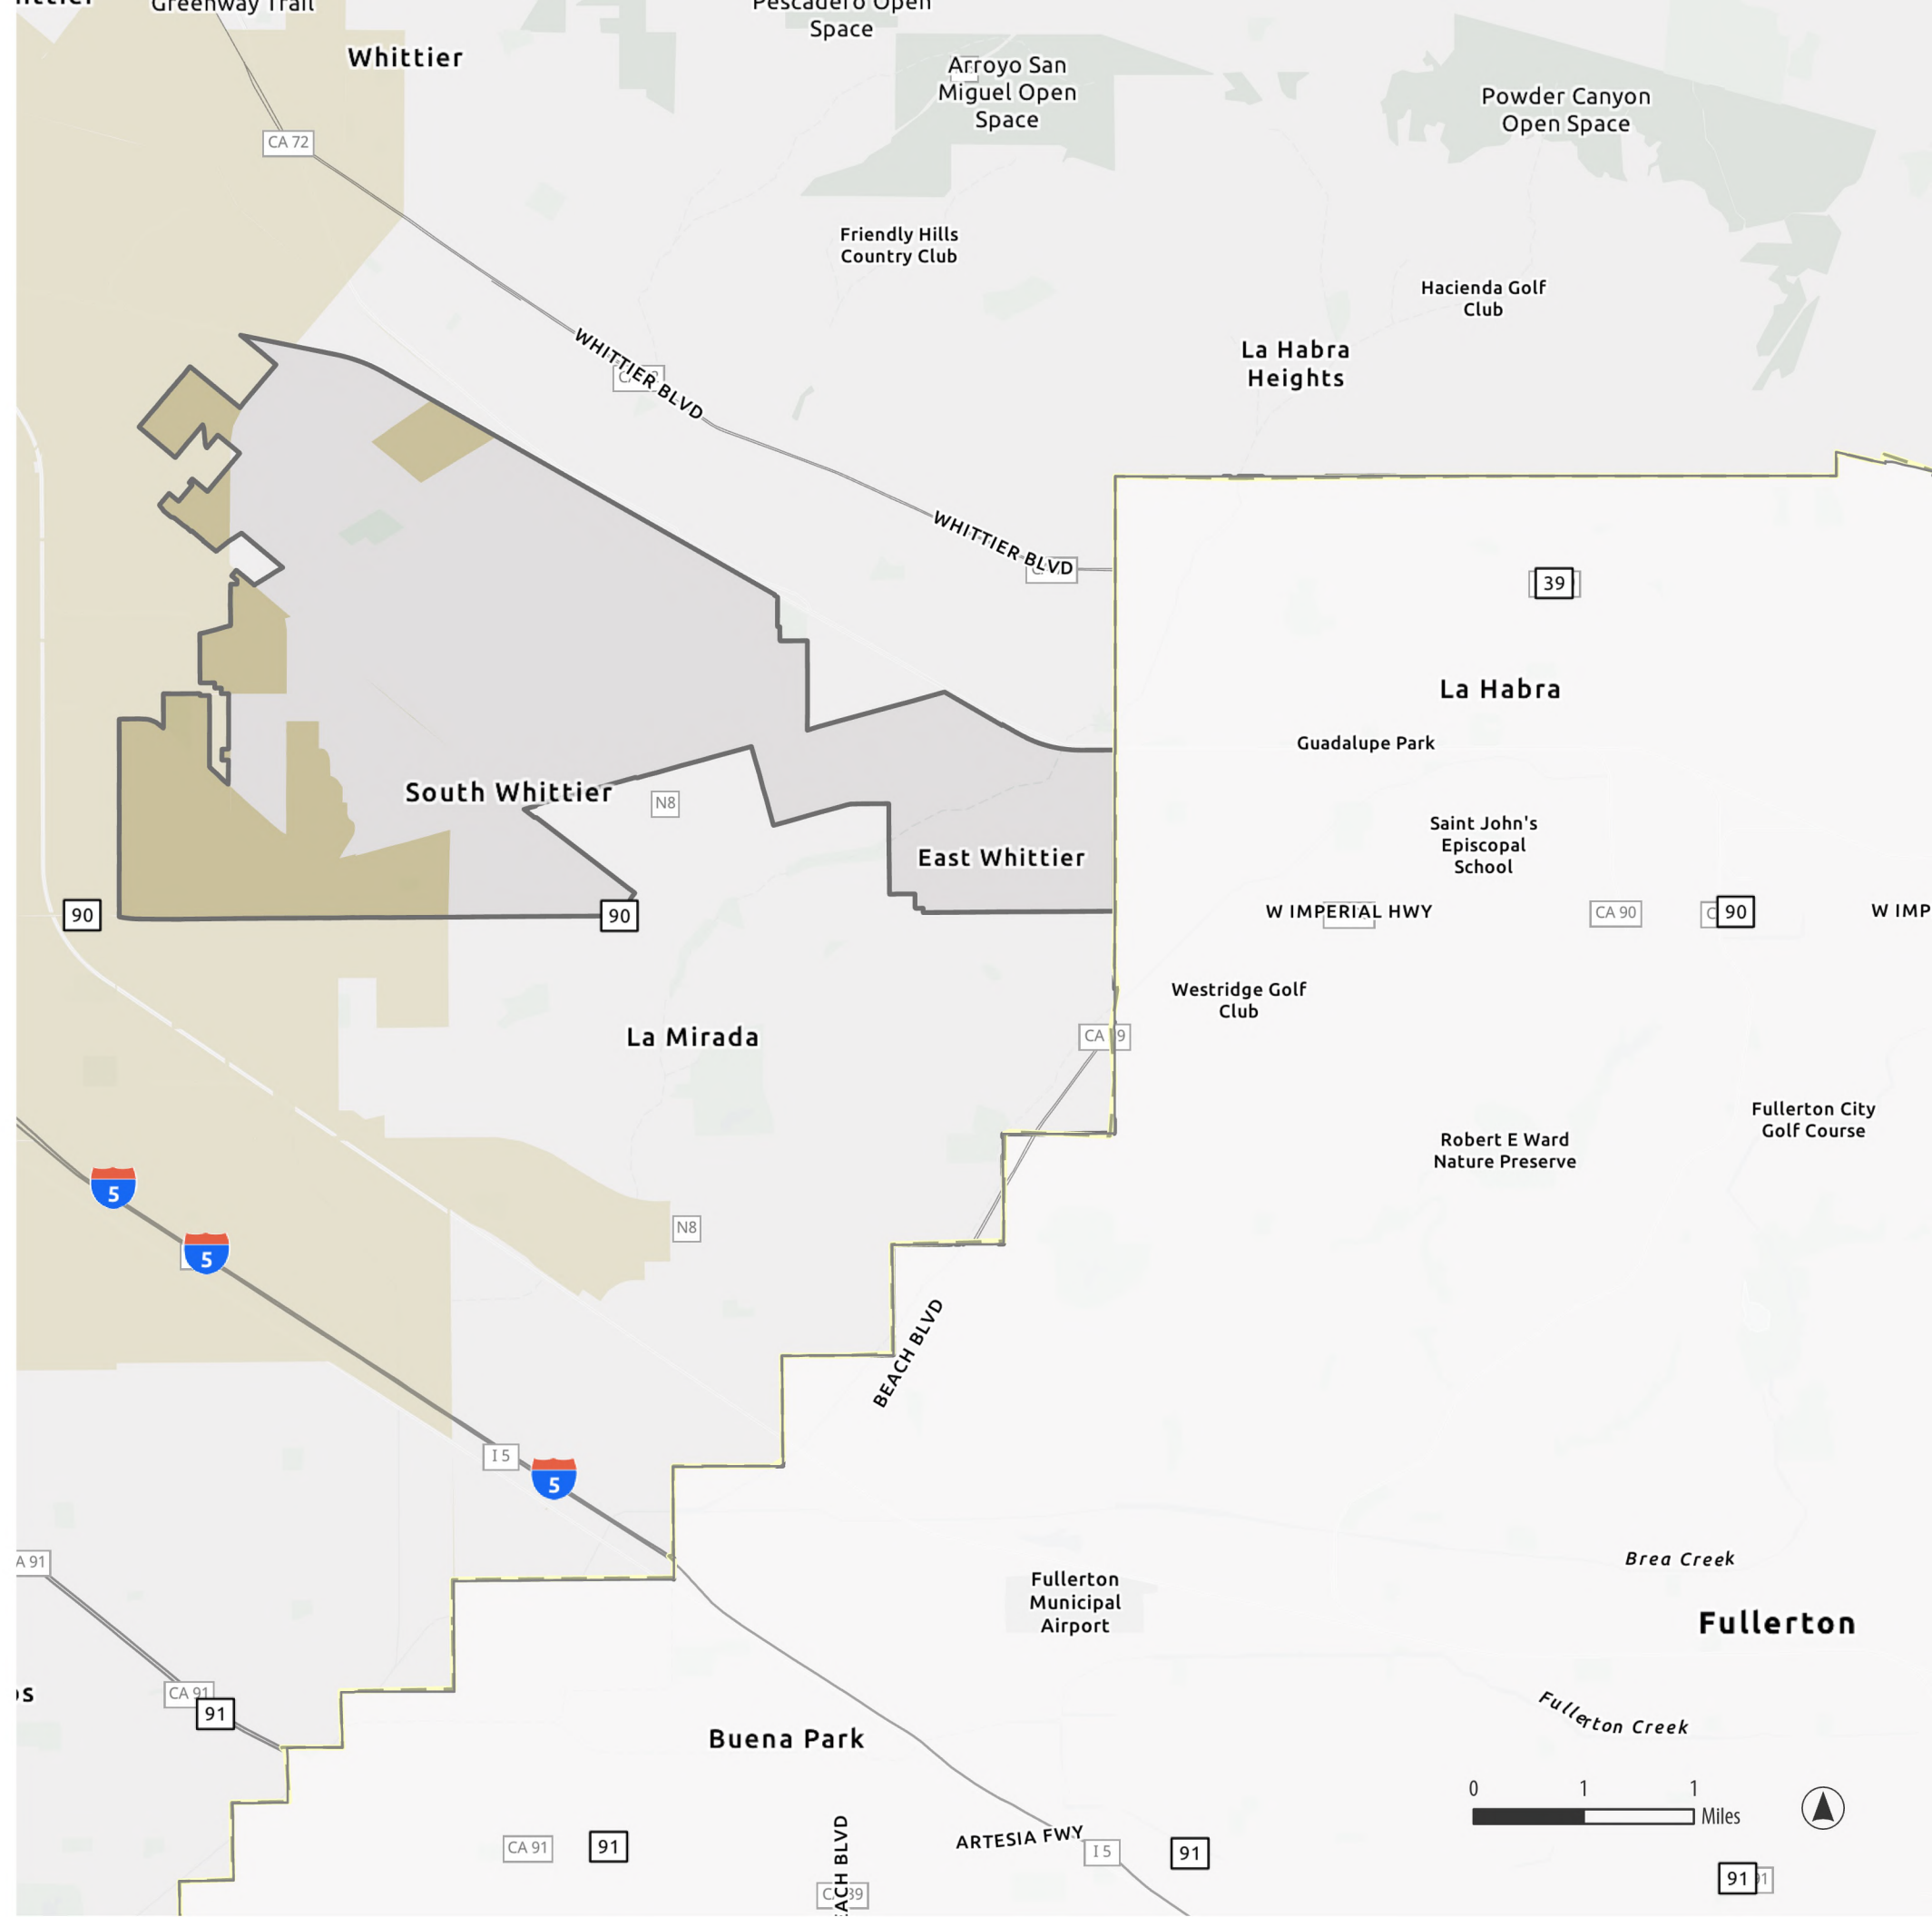 Greenway Trail
Pescadero Open
Space
Whittier
Arroyo San
Miguel Open
Space
Powder Canyon
Open Space
CA 72
Friendly Hills
Country Club
Hacienda Golf
Club
WHITTIER BLVD
La Habra
Heights
WHITTIER BLVD
39
La Habra
Guadalupe Park
South Whittier
N8
Saint John's
Episcopal
School
East Whittier
90
90
W IMPERIAL HWY
CA 90
90
W IMP
Westridge Golf
Club
La Mirada
CA 9
Fullerton City
Golf Course
Robert E Ward
Nature Preserve
5
N8
5
BEACH BLVD
I 5
5
A 91
Brea Creek
Fullerton
Municipal
Airport
Fullerton
CA 91
91
Fullerton Creek
Buena Park
0 1 1
Miles
CA 91
91
EACH BLVD
ARTESIA FWY
I 5
91
91